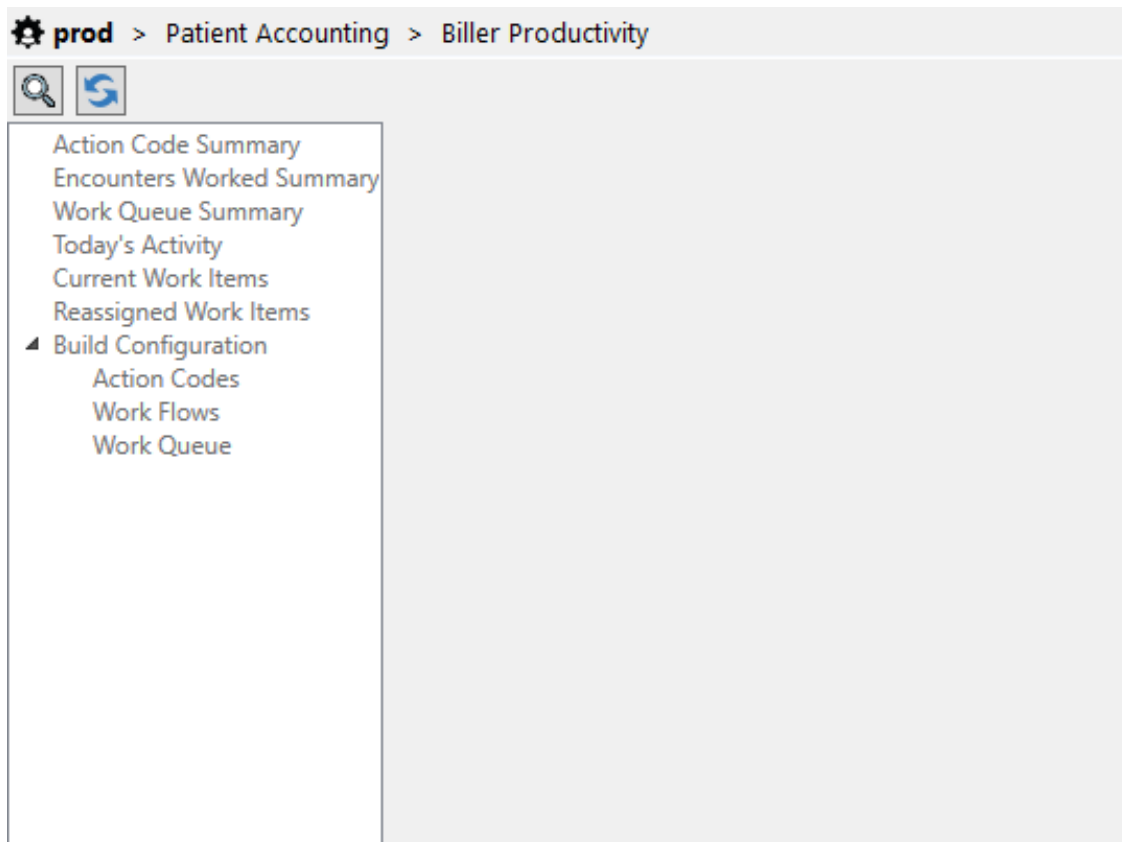 prod > Patient Accounting > Biller Productivity
Action Code Summary
Encounters Worked Summary
Work Queue Summary
Today's Activity
Current Work Items
Reassigned Work Items
Build Configuration
Action Codes
Work Flows
Work Queue